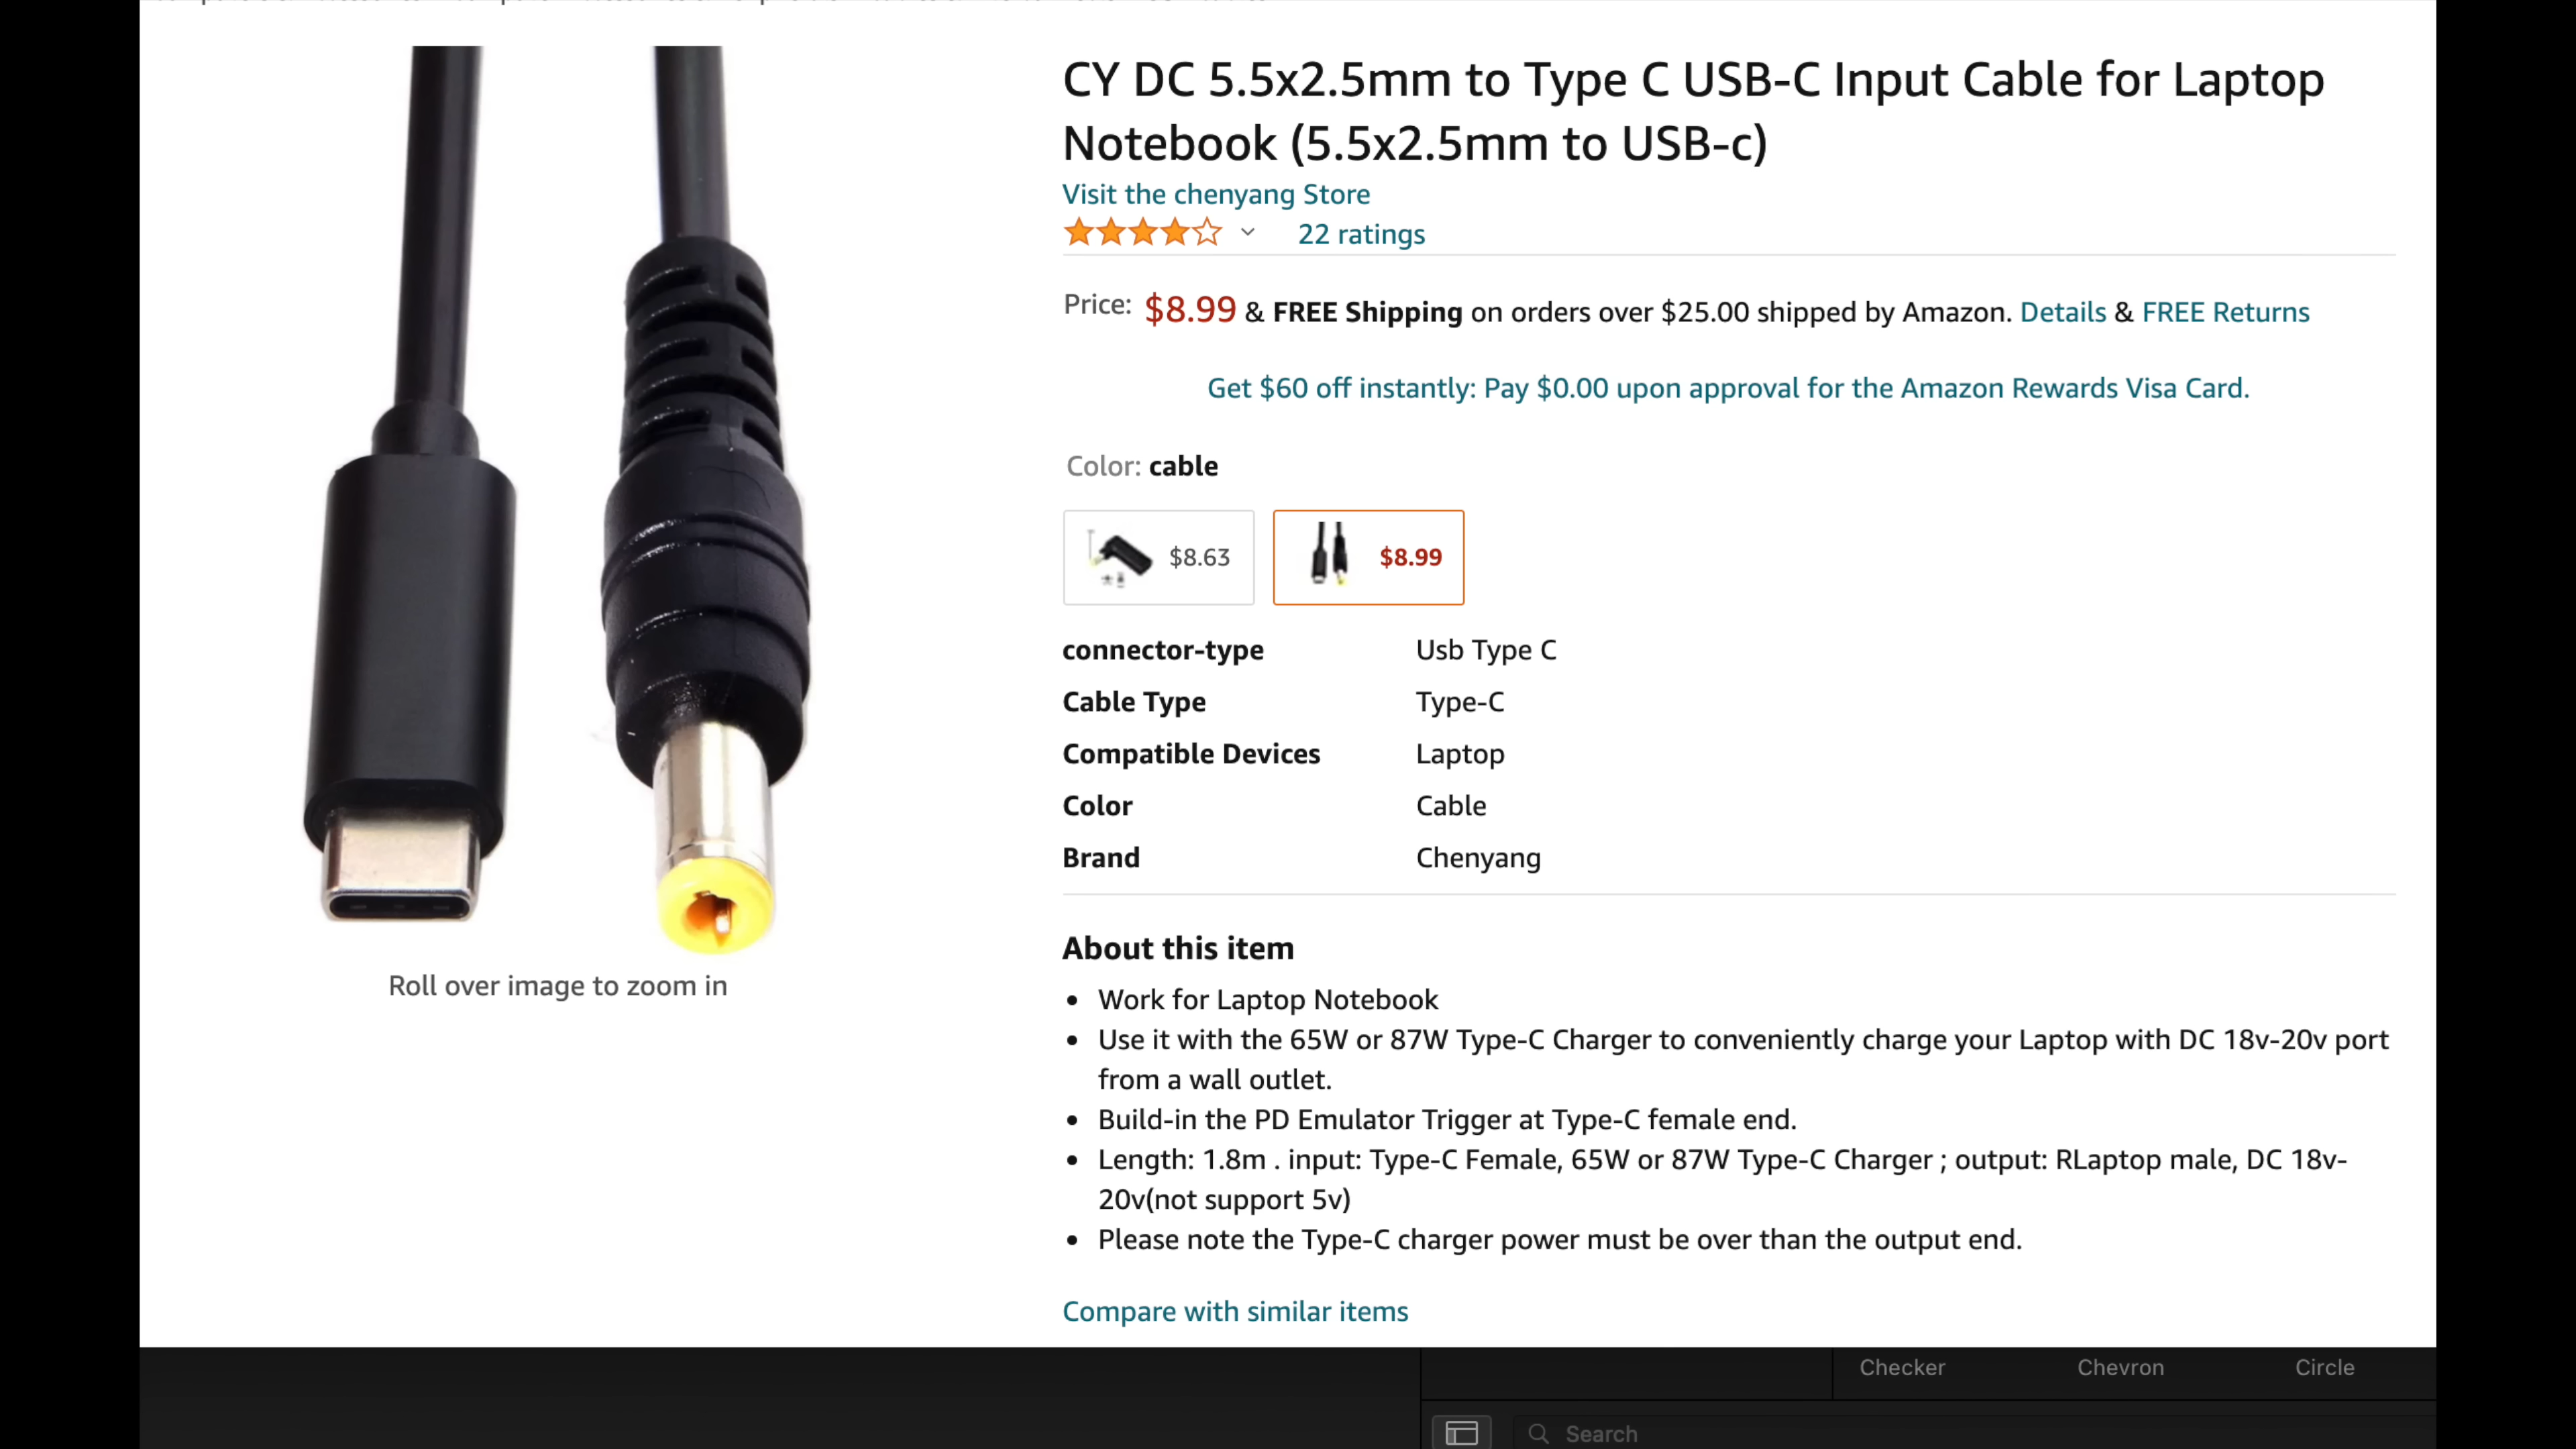 CY DC 5.5x2.5mm to Type C USB-C Input Cable for Laptop
Notebook (5.5x2.5mm to USB-c)
Visit the chenyang Store
22 ratings
Price: $8.99 & FREE Shipping on orders over $25.00 shipped by Amazon. Details & FREE Returns
Get $60 off instantly: Pay $0.00 upon approval for the Amazon Rewards Visa Card.
Color: cable
$8.63 $8.99
connector-type Usb Type C
Cable Type Type-C
Compatible Devices Laptop
Color Cable
Brand Chenyang
Roll over image to zoom in
About this item
• Work for Laptop Notebook
• Use it with the 65W or 87W Type-C Charger to conveniently charge your Laptop with DC 18v-20v port
from a wall outlet.
• Build-in the PD Emulator Trigger at Type-C female end.
• Length: 1.8m . input: Type-C Female, 65W or 87W Type-C Charger ; output: RLaptop male, DC 18v-
20v(not support 5v)
• Please note the Type-C charger power must be over than the output end.
Compare with similar items
Checker Chevron Circle
Search